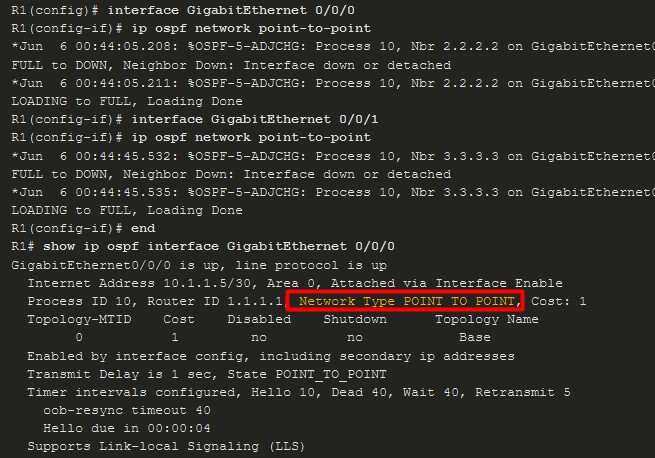 R1(config)# interface GigabitEthernet 0/0/0
R1(config-if)# ip ospf network point-to-point
*Jun  6 00:44:05.208: %OSPF-5-ADJCHG: Process 10, Nbr 2.2.2.2 on GigabitEthernet0
FULL to DOWN, Neighbor Down: Interface down or detached
*Jun  6 00:44:05.211: %OSPF-5-ADJCHG: Process 10, Nbr 2.2.2.2 on GigabitEthernet0
LOADING to FULL, Loading Done
R1(config-if)# interface GigabitEthernet 0/0/1
R1(config-if)# ip ospf network point-to-point
*Jun  6 00:44:45.532: %OSPF-5-ADJCHG: Process 10, Nbr 3.3.3.3 on GigabitEthernet0
FULL to DOWN, Neighbor Down: Interface down or detached
*Jun  6 00:44:45.535: %OSPF-5-ADJCHG: Process 10, Nbr 3.3.3.3 on GigabitEthernet0
LOADING to FULL, Loading Done
R1(config-if)# end
R1# show ip ospf interface GigabitEthernet 0/0/0
GigabitEthernet0/0/0 is up, line protocol is up
  Internet Address 10.1.1.5/30, Area 0, Attached via Interface Enable
  Process ID 10, Router ID 1.1.1.1, Network Type POINT TO POINT, Cost: 1
  Topology-MTID    Cost    Disabled    Shutdown      Topology Name
        0           1         no          no            Base
  Enabled by interface config, including secondary ip addresses
  Transmit Delay is 1 sec, State POINT_TO_POINT
  Timer intervals configured, Hello 10, Dead 40, Wait 40, Retransmit 5
    oob-resync timeout 40
    Hello due in 00:00:04
  Supports Link-local Signaling (LLS)